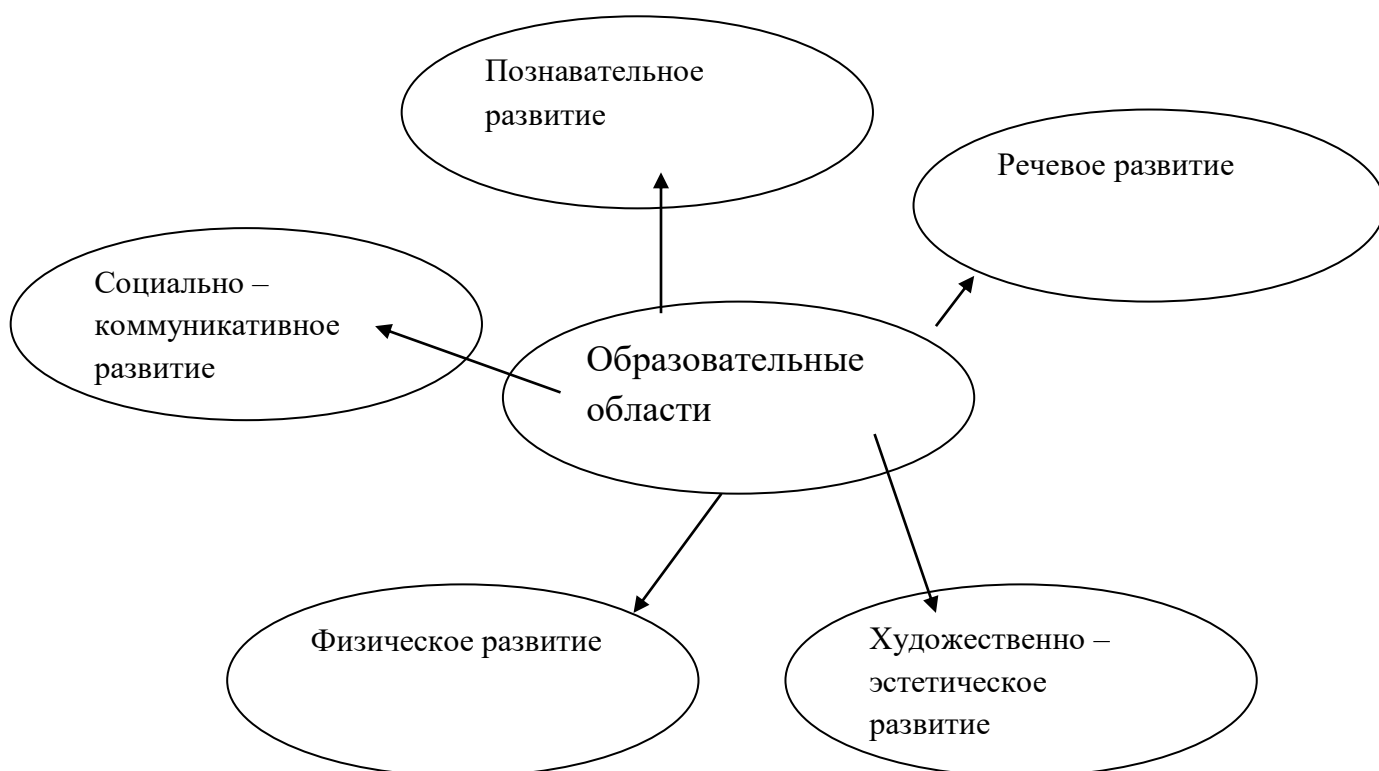 Познавательное
развитие
Речевое развитие
Социально –
коммуникативное
развитие
Образовательные
области
Физическое развитие
Художественно –
эстетическое
развитие